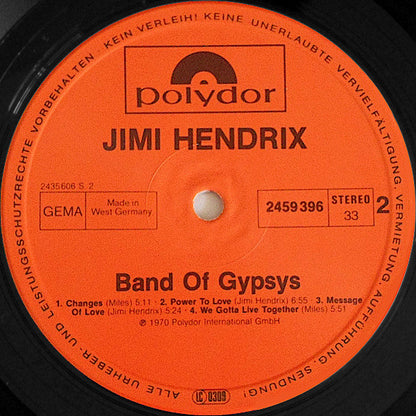 ALLE URHEBER- UND LEISTUNGSSCHUTZRECHTE VORBEHALTEN · KEIN VERLEIH! KEINE UNERLAUBTE VERVIELFÄLTIGUNG, VERMIETUNG, AUFFÜHRUNG, SENDUNG!
polydor
JIMI HENDRIX
2435606 S. 2
GEMA
Made in
West Germany
2459 396
STEREO
33
2
Band Of Gypsys
1. Changes (Miles) 5:11 · 2. Power To Love (Jimi Hendrix) 6:55 · 3. Message
Of Love (Jimi Hendrix) 5:24 · 4. We Gotta Live Together (Miles) 5:51
℗ 1970 Polydor International GmbH
LC 0309